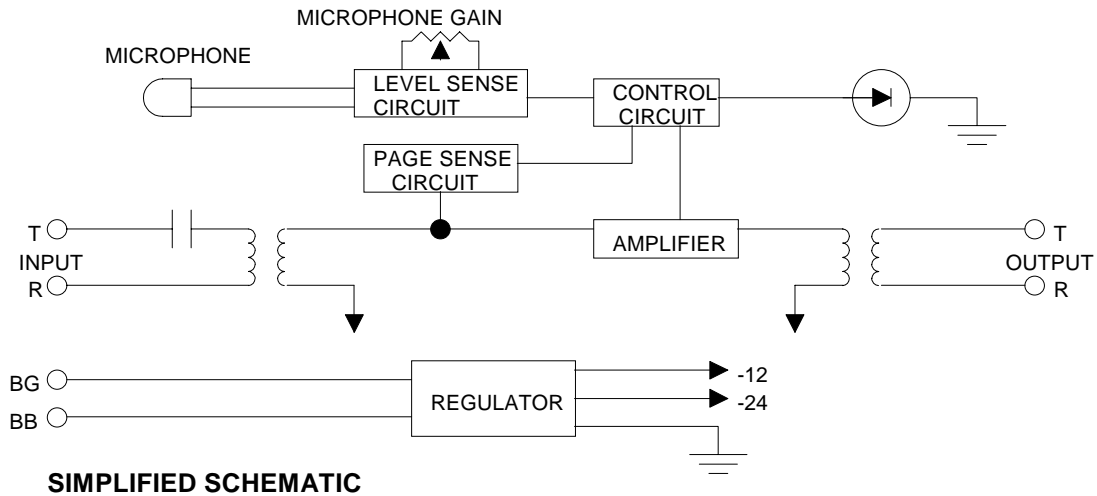 MICROPHONE GAIN
MICROPHONE
LEVEL SENSE
CIRCUIT
CONTROL
CIRCUIT
PAGE SENSE
CIRCUIT
T
INPUT
R
AMPLIFIER
T
OUTPUT
R
BG
BB
REGULATOR
-12
-24
SIMPLIFIED SCHEMATIC